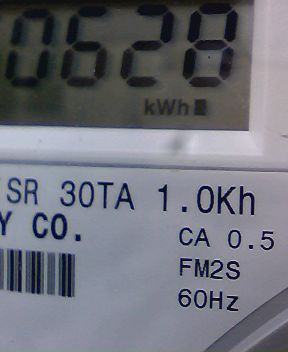 0628
kWh
SR 30TA 1.0Kh
Y CO.
CA 0.5
FM2S
60Hz